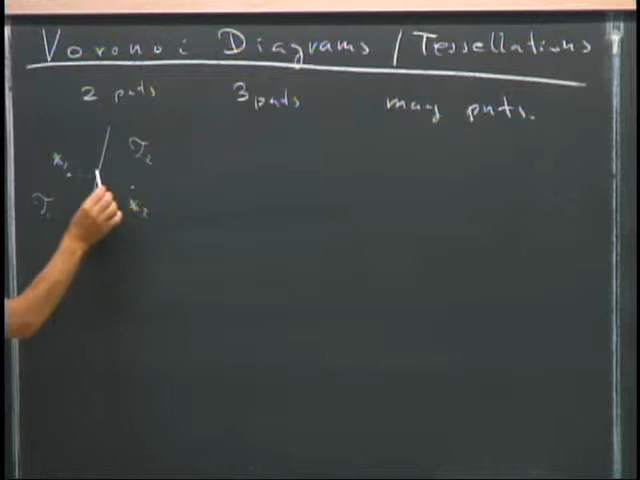 Voronoi Diagrams / Tessellations
2 pnts 3 pnts many pnts.
x₁ T₂
T₁ x₂